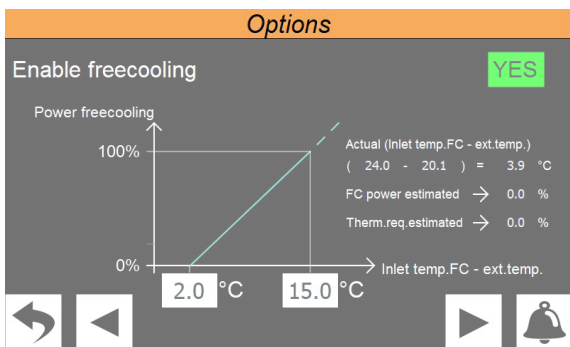 Options
Enable freecooling YES
Power freecooling
100%
Actual (Inlet temp.FC - ext.temp.)
( 24.0 - 20.1 ) = 3.9 °C
FC power estimated → 0.0 %
Therm.req.estimated → 0.0 %
0%
Inlet temp.FC - ext.temp.
2.0 °C 15.0 °C